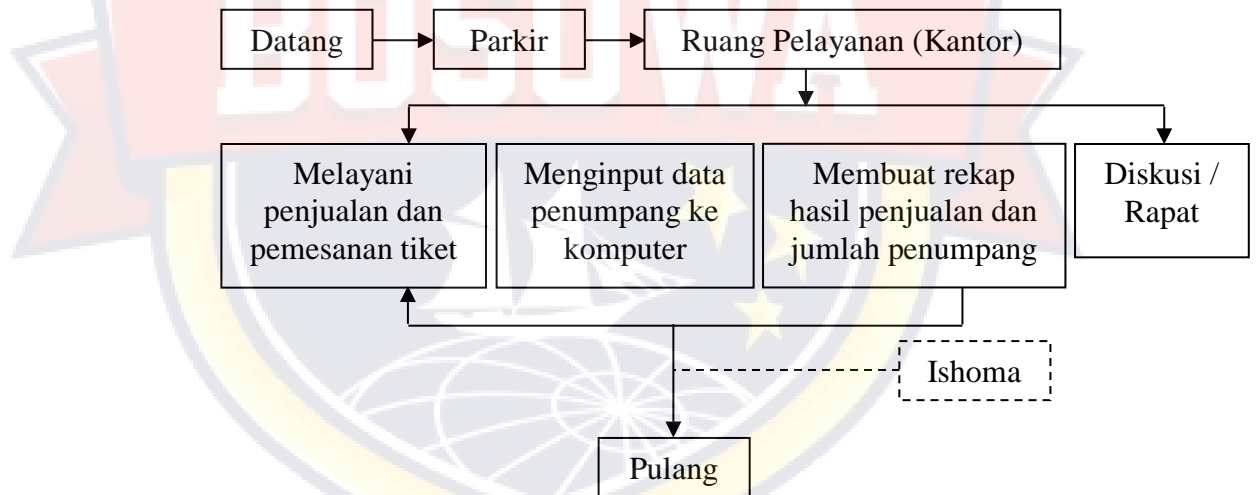 BOSOWA
Datang
Parkir
Ruang Pelayanan (Kantor)
Melayani
penjualan dan
pemesanan tiket
Menginput data
penumpang ke
komputer
Membuat rekap
hasil penjualan dan
jumlah penumpang
Diskusi /
Rapat
Ishoma
Pulang